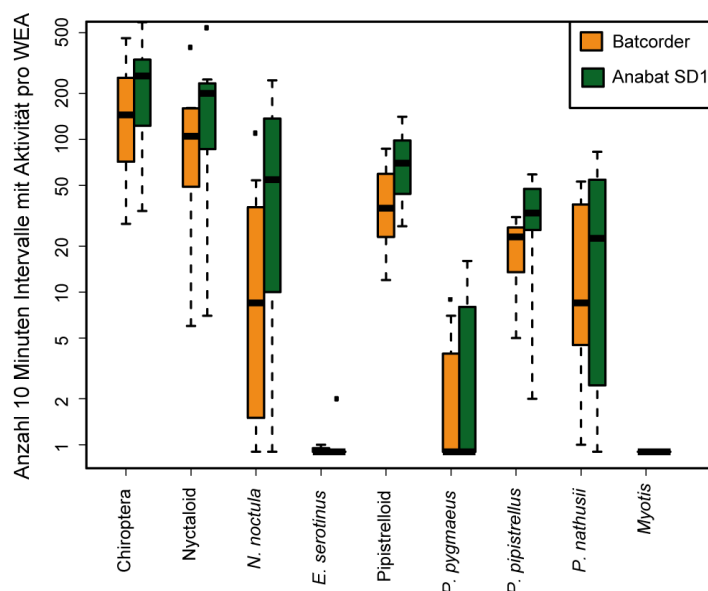 Anzahl 10 Minuten Intervalle mit Aktivität pro WEA
500
200
100
50
20
10
5
2
1
Batcorder
Anabat SD1
Chiroptera
Nyctaloid
N. noctula
E. serotinus
Pipistrelloid
P. pygmaeus
P. pipistrellus
P. nathusii
Myotis